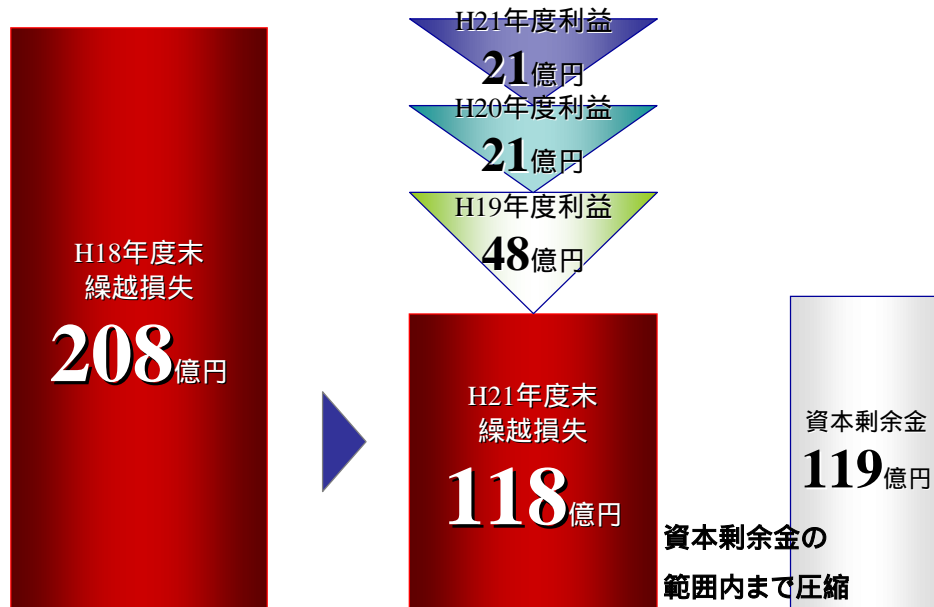 H18年度末
繰越損失
208億円
H21年度利益
21億円
H20年度利益
21億円
H19年度利益
48億円
H21年度末
繰越損失
118億円
資本剰余金
119億円
資本剰余金の
範囲内まで圧縮